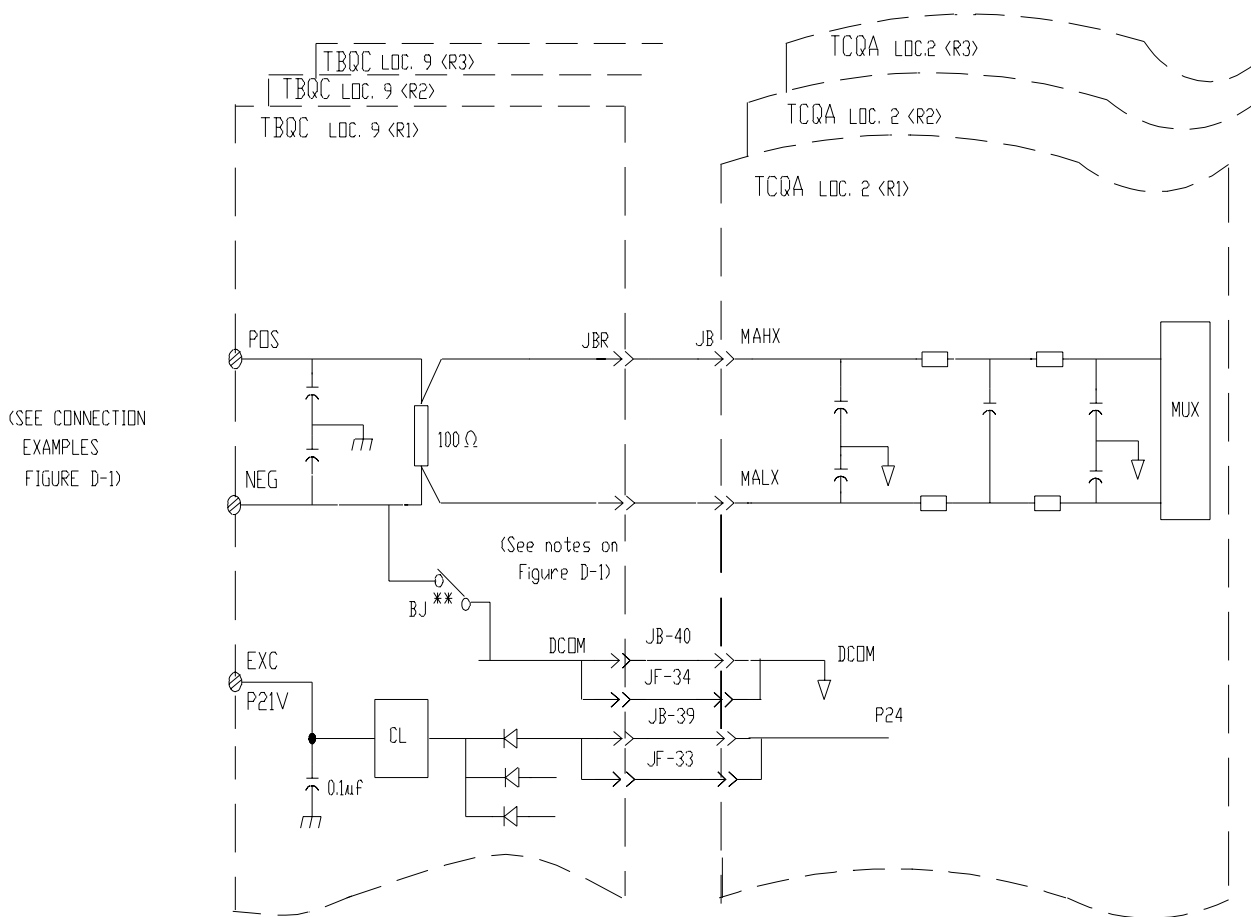 TBQC LOC. 9 <R3>
TBQC LOC. 9 <R2>
TBQC LOC. 9 <R1>
TCQA LOC.2 <R3>
TCQA LOC. 2 <R2>
TCQA LOC. 2 <R1>
POS
JBR
JB
MAHX
(SEE CONNECTION
EXAMPLES
FIGURE D-1)
100 Ω
MUX
NEG
MALX
(See notes on
Figure D-1)
BJ **
DCOM
JB-40
DCOM
JF-34
EXC
P21V
CL
JB-39
P24
JF-33
0.1uf